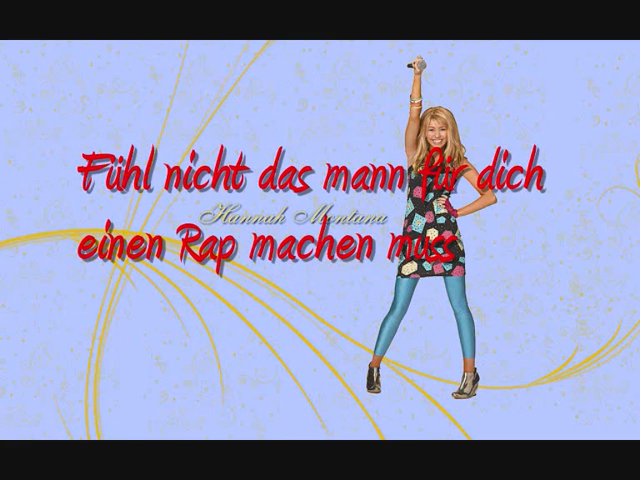 Fühl nicht das mann für dich
Hannah Montana
einen Rap machen muss